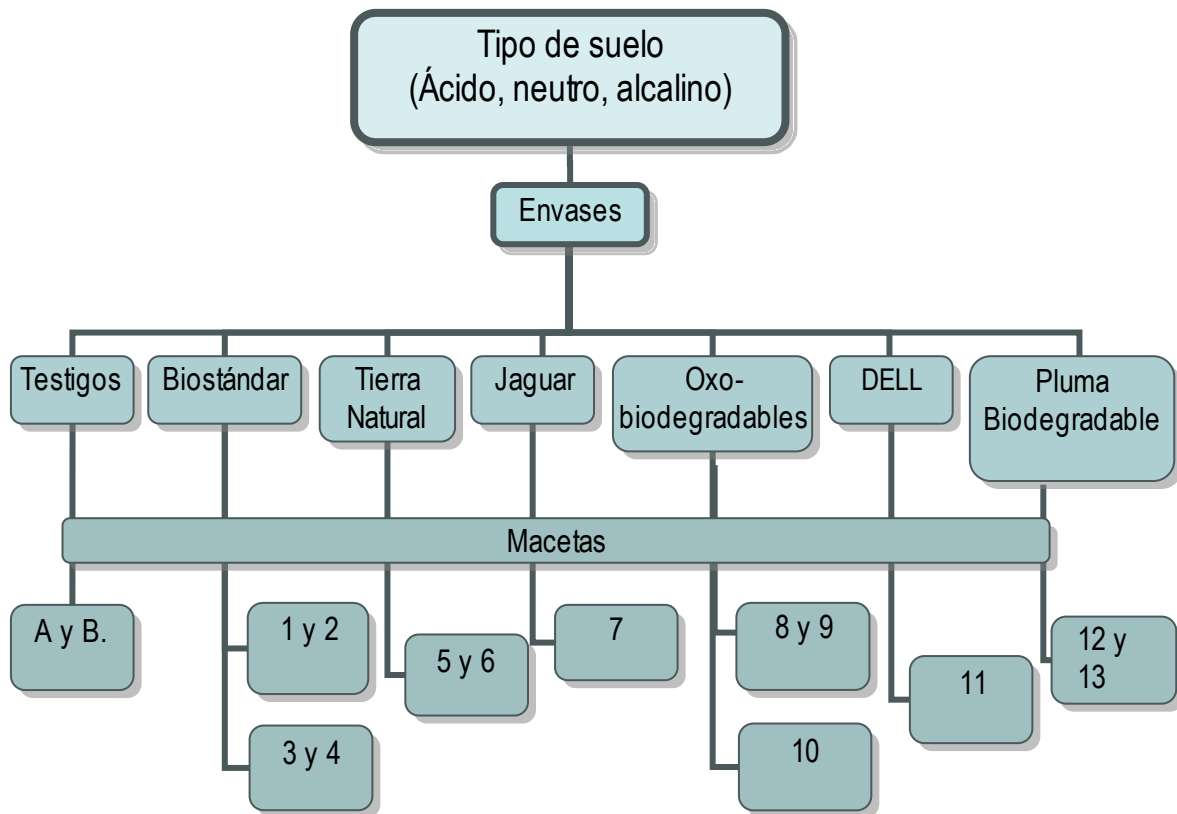 Tipo de suelo
(Ácido, neutro, alcalino)
Envases
Testigos
Biostándar
Tierra
Natural
Jaguar
Oxo-
biodegradables
DELL
Pluma
Biodegradable
Macetas
A y B.
1 y 2
3 y 4
5 y 6
7
8 y 9
10
11
12 y
13